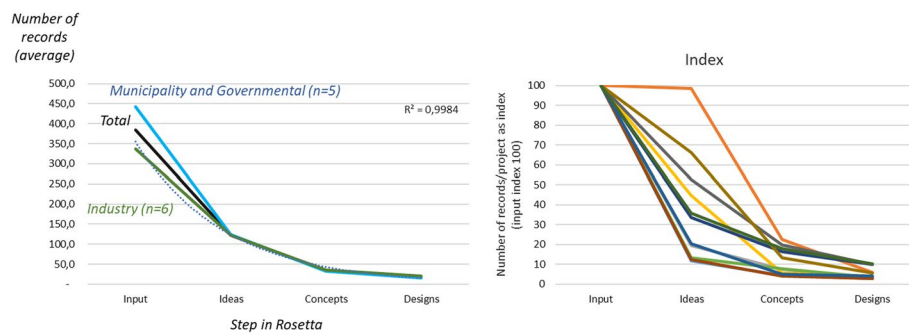 Number of
records
(average)
500,0
450,0
400,0
350,0
300,0
250,0
200,0
150,0
100,0
50,0
-
Municipality and Governmental (n=5)
R² = 0,9984
Total
Industry (n=6)
Input Ideas Concepts Designs
Step in Rosetta
Index
Number of records/project as index
(input index 100)
100
90
80
70
60
50
40
30
20
10
0
Input Ideas Concepts Designs